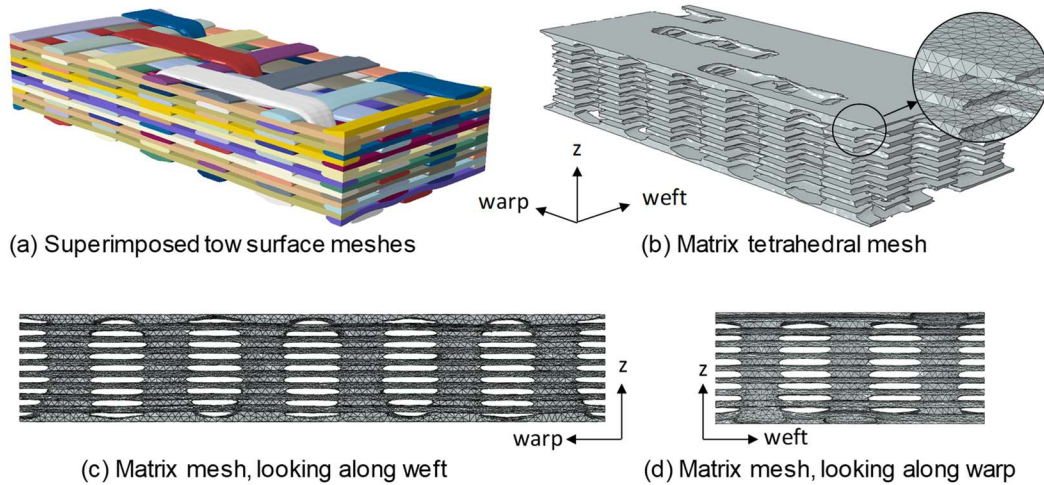 z
warp
weft
(a) Superimposed tow surface meshes
(b) Matrix tetrahedral mesh
z
warp
z
weft
(c) Matrix mesh, looking along weft
(d) Matrix mesh, looking along warp